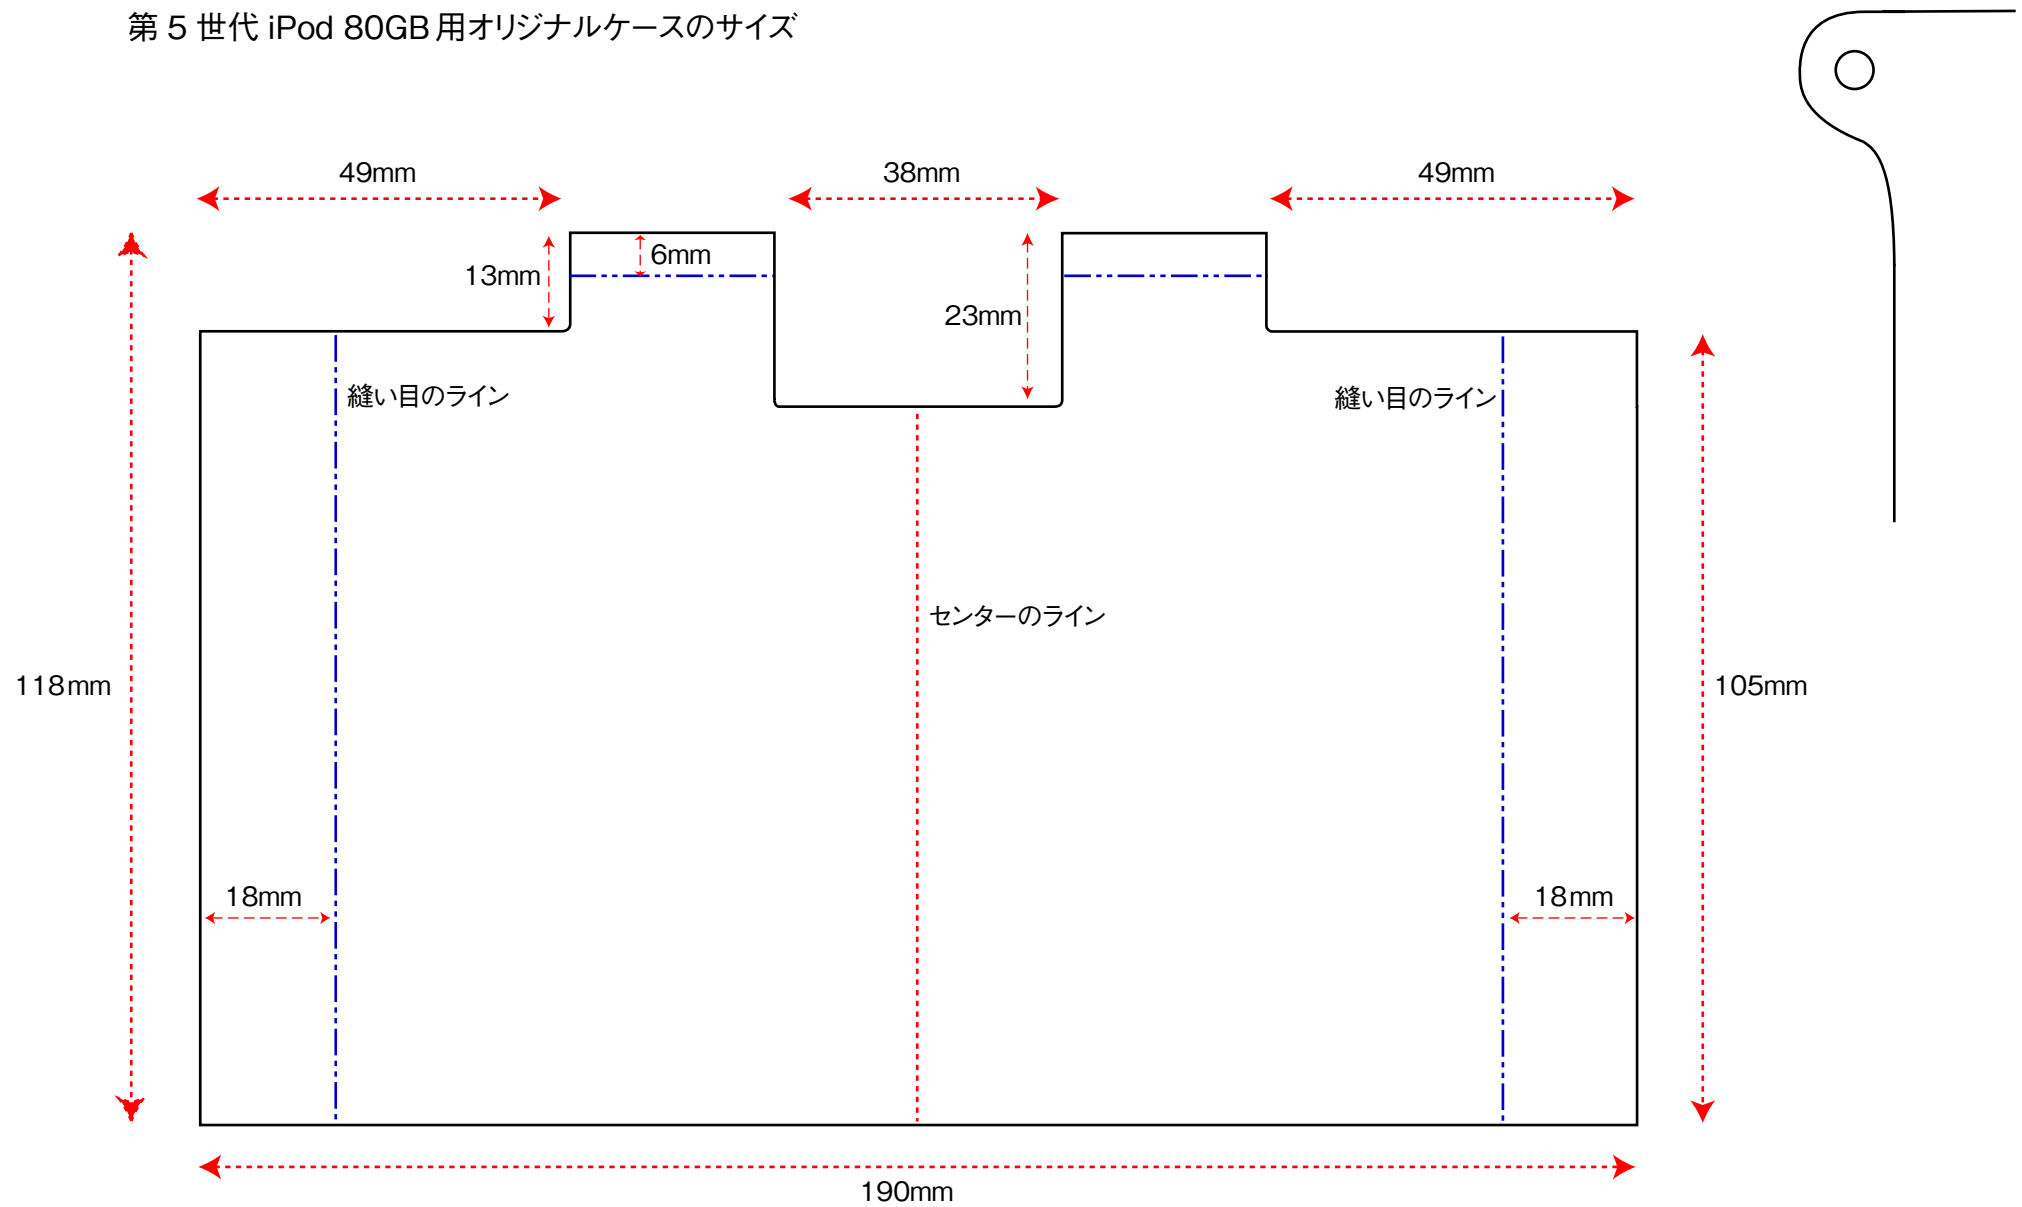 第 5 世代 iPod 80GB 用オリジナルケースのサイズ
49mm
38mm
49mm
6mm
13mm
23mm
縫い目のライン
縫い目のライン
センターのライン
118mm
105mm
18mm
18mm
190mm